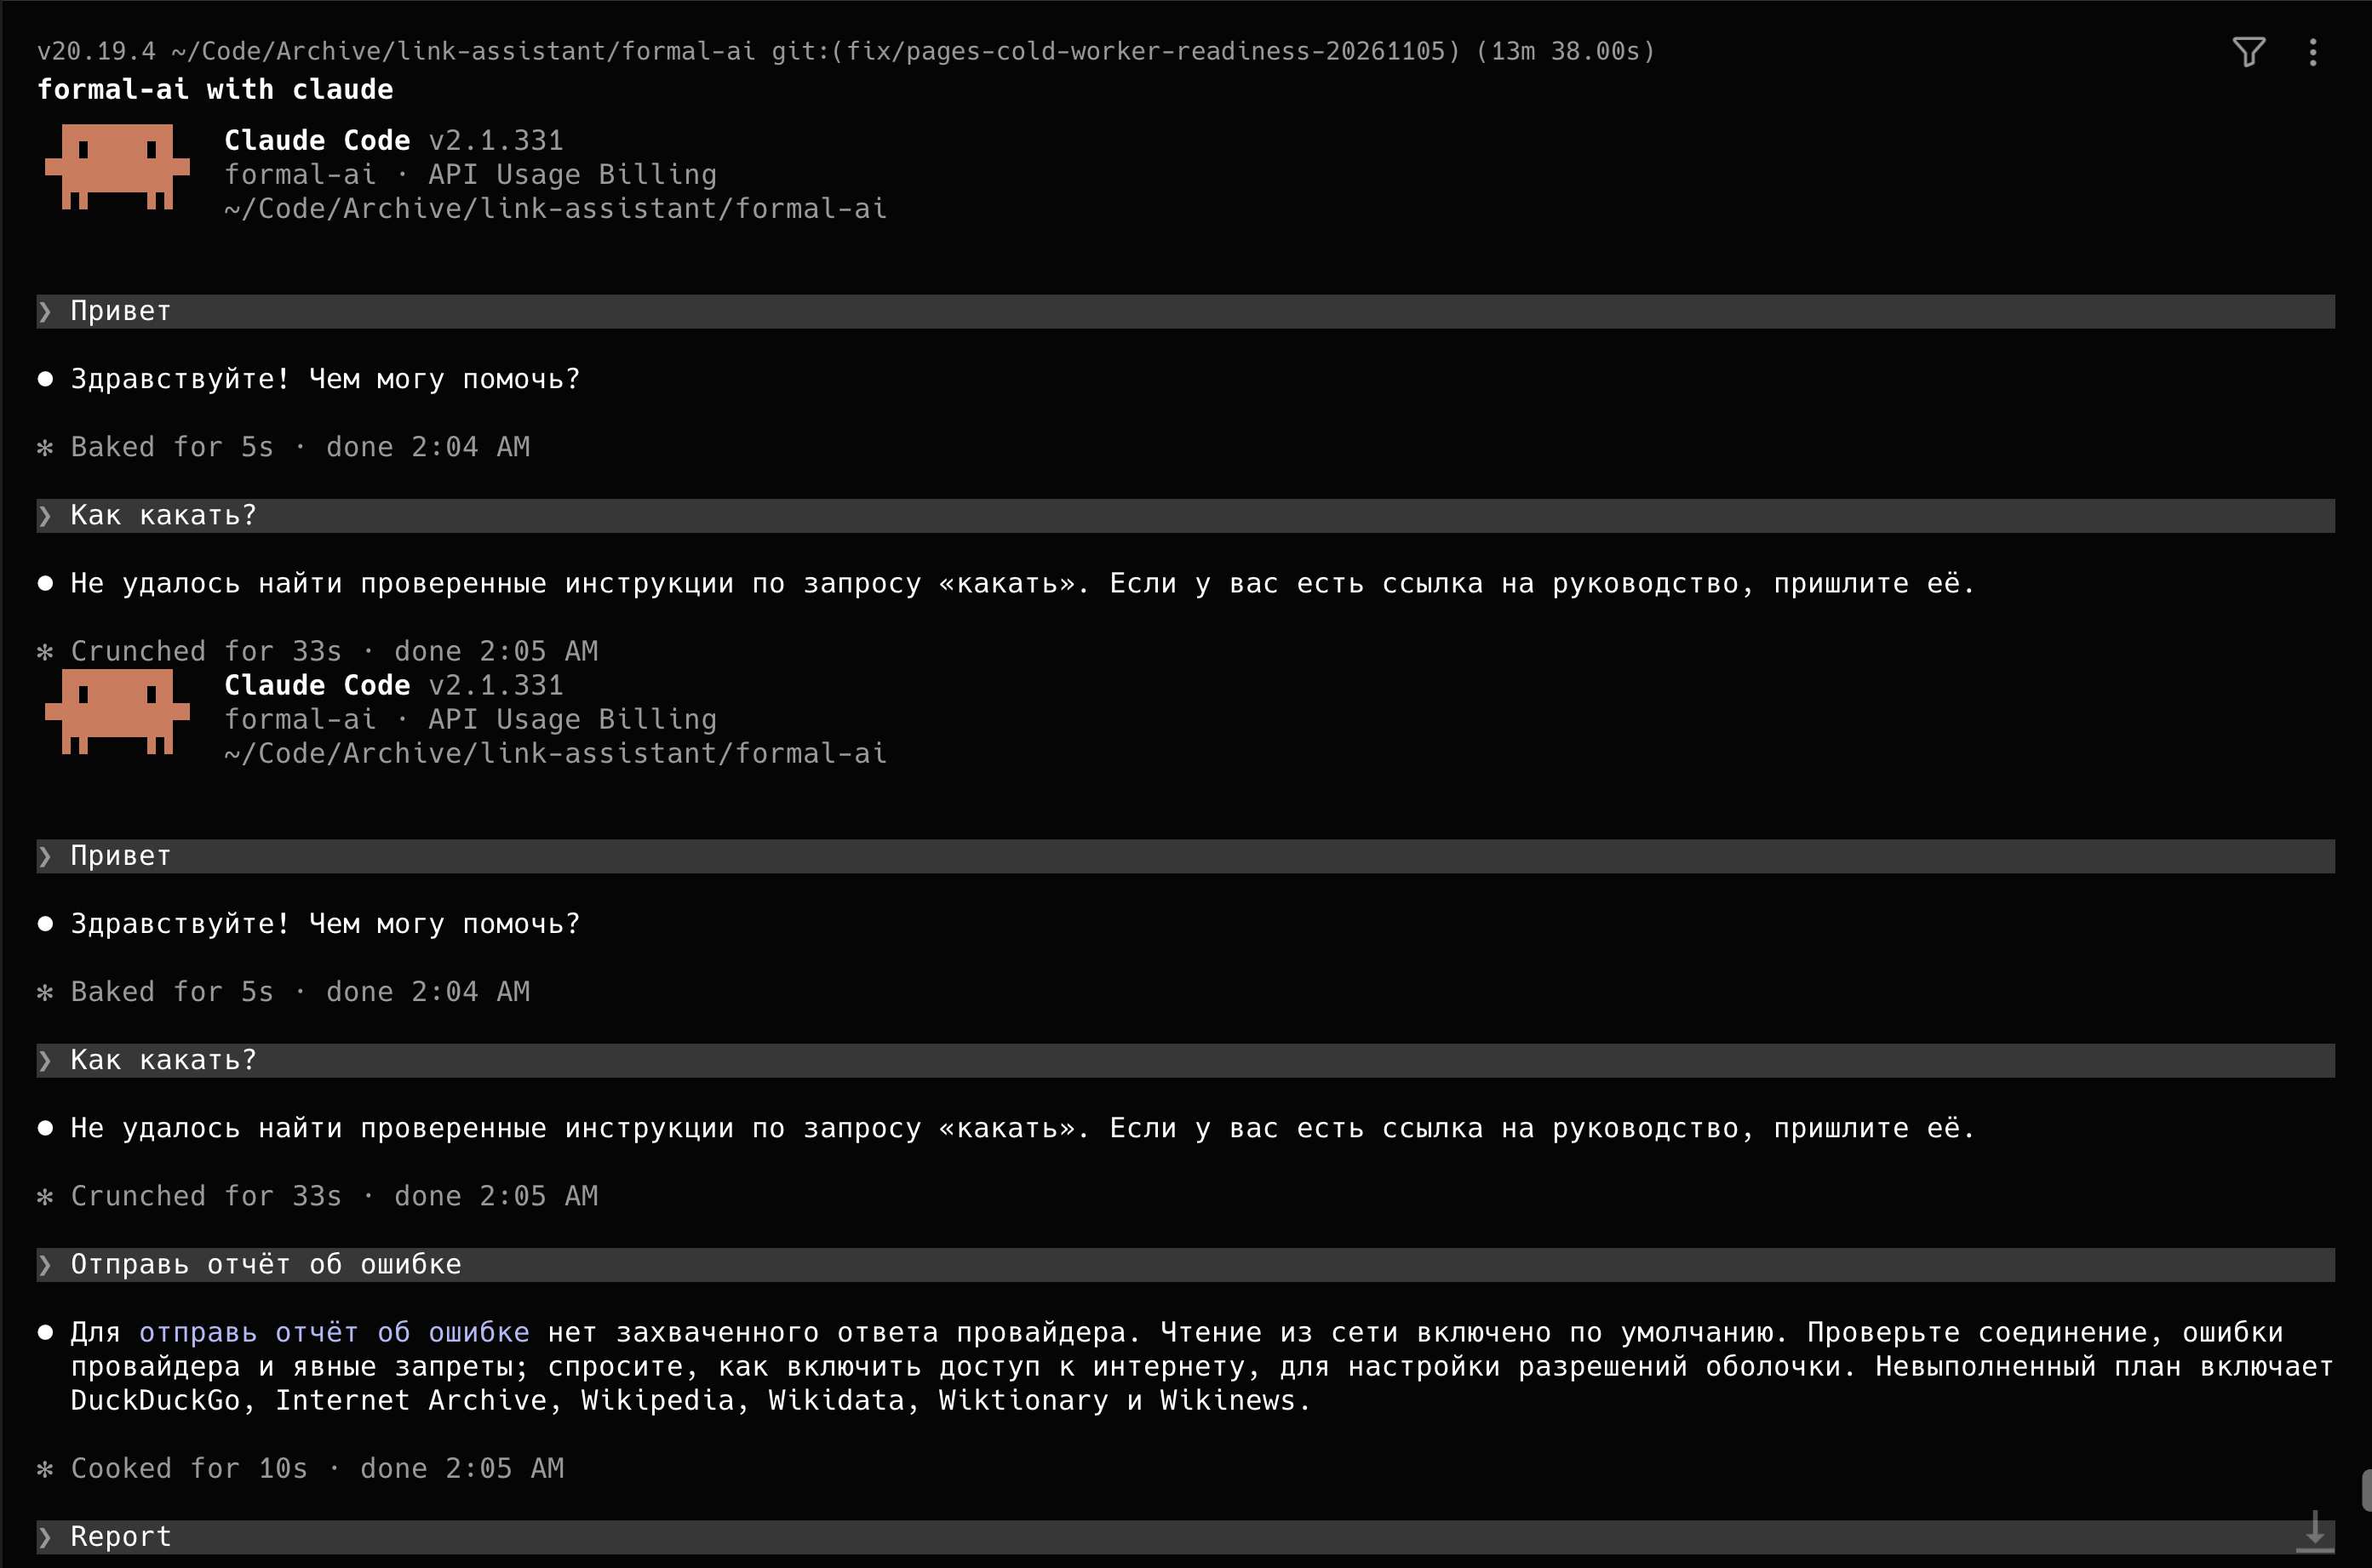 v20.19.4 ~/Code/Archive/link-assistant/formal-ai git:(fix/pages-cold-worker-readiness-20261105) (13m 38.00s)
formal-ai with claude
Claude Code v2.1.331
formal-ai · API Usage Billing
~/Code/Archive/link-assistant/formal-ai
❯ Привет
● Здравствуйте! Чем могу помочь?
✻ Baked for 5s · done 2:04 AM
❯ Как какать?
● Не удалось найти проверенные инструкции по запросу «какать». Если у вас есть ссылка на руководство, пришлите её.
✻ Crunched for 33s · done 2:05 AM
Claude Code v2.1.331
formal-ai · API Usage Billing
~/Code/Archive/link-assistant/formal-ai
❯ Привет
● Здравствуйте! Чем могу помочь?
✻ Baked for 5s · done 2:04 AM
❯ Как какать?
● Не удалось найти проверенные инструкции по запросу «какать». Если у вас есть ссылка на руководство, пришлите её.
✻ Crunched for 33s · done 2:05 AM
❯ Отправь отчёт об ошибке
● Для отправь отчёт об ошибке нет захваченного ответа провайдера. Чтение из сети включено по умолчанию. Проверьте соединение, ошибки
провайдера и явные запреты; спросите, как включить доступ к интернету, для настройки разрешений оболочки. Невыполненный план включает
DuckDuckGo, Internet Archive, Wikipedia, Wikidata, Wiktionary и Wikinews.
✻ Cooked for 10s · done 2:05 AM
❯ Report